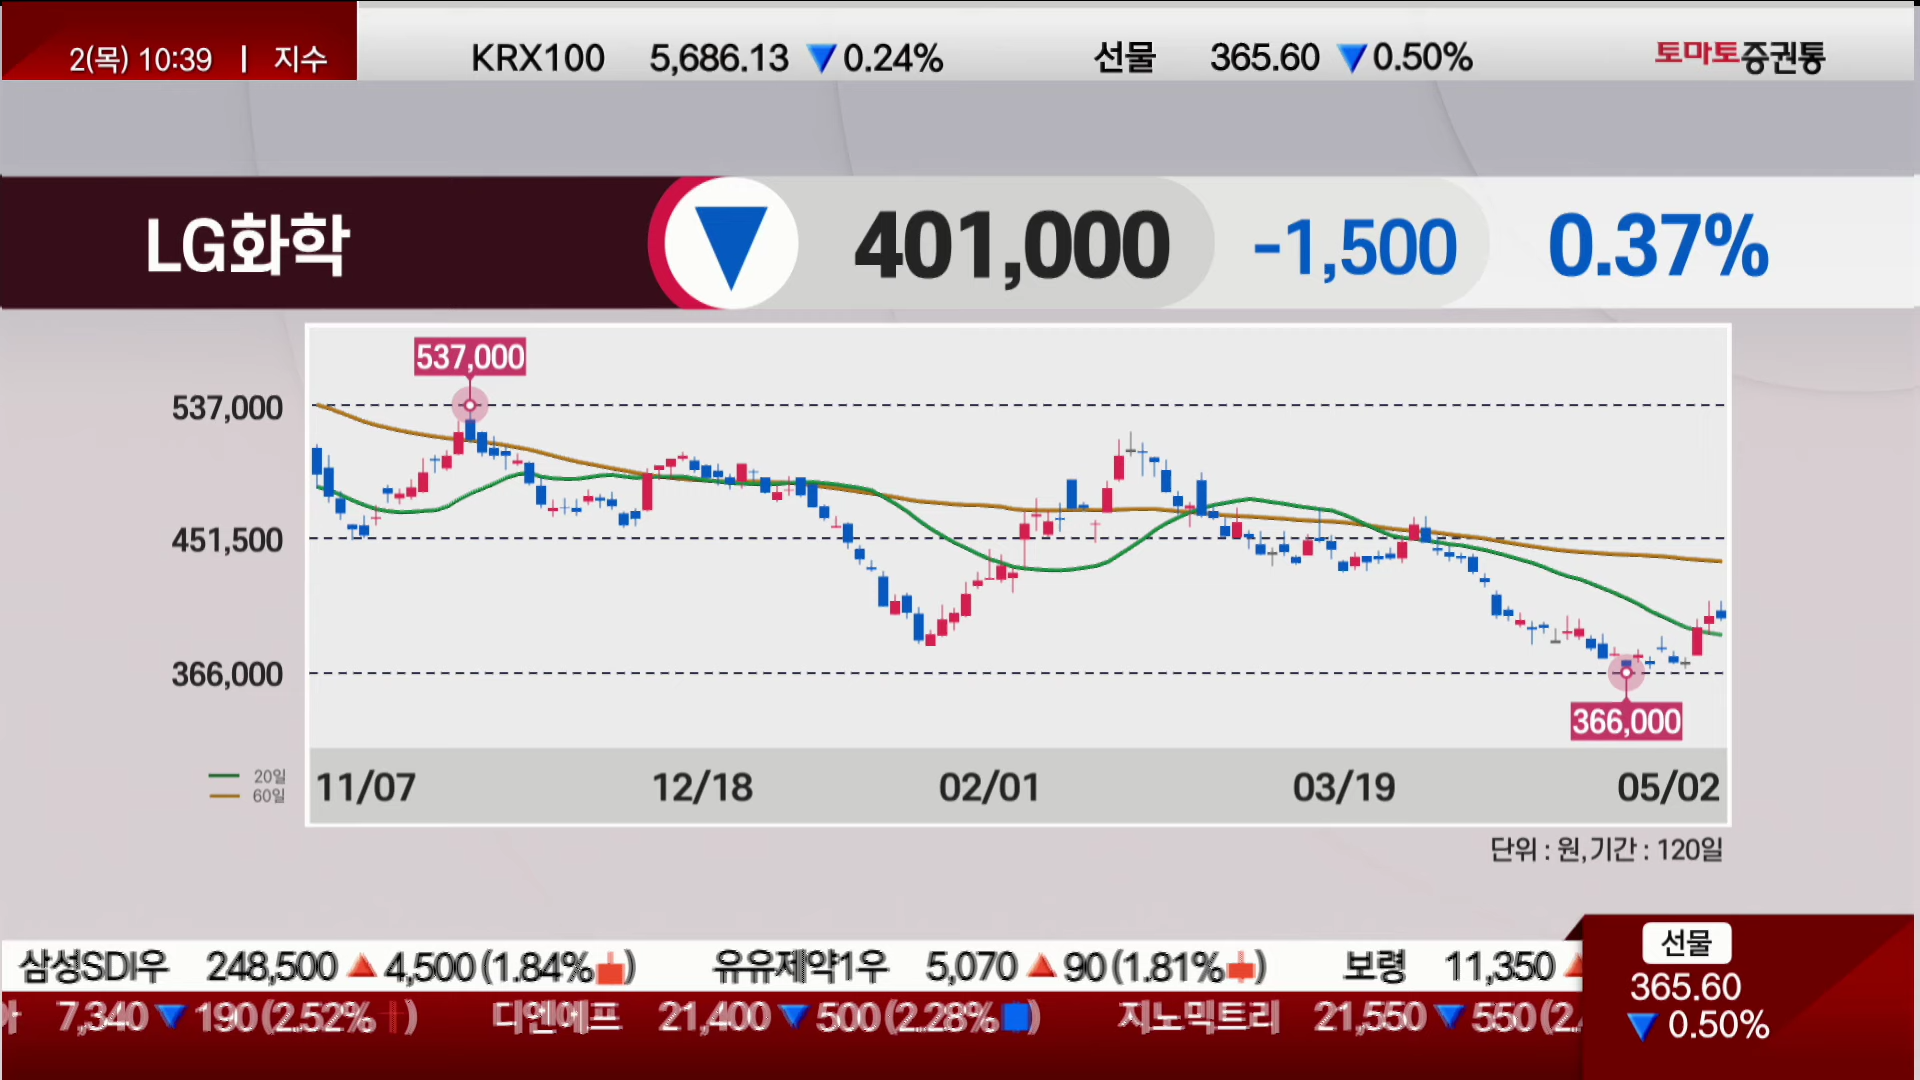 2(목) 10:39 | 지수 KRX100 5,686.13 ▼0.24% 선물 365.60 ▼0.50% 토마토증권통
LG화학 ▼ 401,000 -1,500 0.37%
537,000
537,000
451,500
366,000
366,000
20일
60일
11/07 12/18 02/01 03/19 05/02
단위 : 원, 기간 : 120일
삼성SDI우 248,500 ▲4,500(1.84%) 유유제약1우 5,070 ▲90(1.81%) 보령 11,350 ▲
7,340 ▼190(2.52%) 디엔에프 21,400 ▼500(2.28%) 지노믹트리 21,550 ▼550(2.
선물
365.60
▼ 0.50%